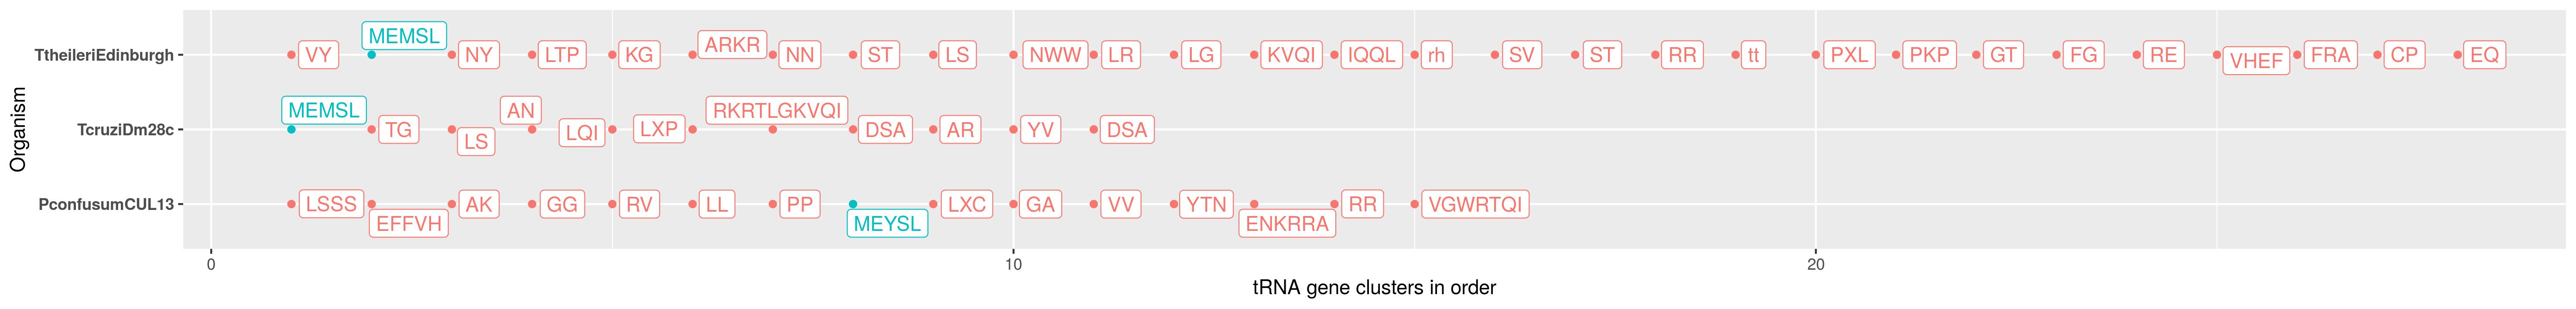 Organism
TtheileriEdinburgh
VY MEMSL NY LTP KG ARKR NN ST LS NWW LR LG KVQI IQQL rh SV ST RR tt PXL PKP GT FG RE VHEF FRA CP EQ
TcruziDm28c
MEMSL TG LS AN LQI LXP RKRTLGKVQI DSA AR YV DSA
PconfusumCUL13
LSSS EFFVH AK GG RV LL PP MEYSL LXC GA VV YTN ENKRRA RR VGWRTQI
0 10 20
tRNA gene clusters in order